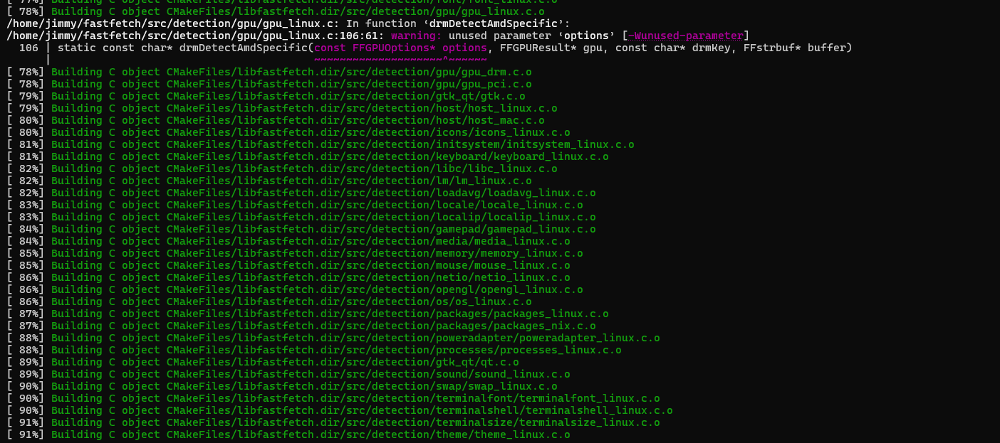 [ 77%] Building C object CMakeFiles/libfastfetch.dir/src/detection/font/font_linux.c.o
[ 78%] Building C object CMakeFiles/libfastfetch.dir/src/detection/gpu/gpu_linux.c.o
/home/jimmy/fastfetch/src/detection/gpu/gpu_linux.c: In function ‘drmDetectAmdSpecific’:
/home/jimmy/fastfetch/src/detection/gpu/gpu_linux.c:106:61: warning: unused parameter ‘options’ [-Wunused-parameter]
  106 | static const char* drmDetectAmdSpecific(const FFGPUOptions* options, FFGPUResult* gpu, const char* drmKey, FFstrbuf* buffer)
      |                                         ~~~~~~~~~~~~~~~~~~~~^~~~~~~
[ 78%] Building C object CMakeFiles/libfastfetch.dir/src/detection/gpu/gpu_drm.c.o
[ 78%] Building C object CMakeFiles/libfastfetch.dir/src/detection/gpu/gpu_pci.c.o
[ 79%] Building C object CMakeFiles/libfastfetch.dir/src/detection/gtk_qt/gtk.c.o
[ 79%] Building C object CMakeFiles/libfastfetch.dir/src/detection/host/host_linux.c.o
[ 80%] Building C object CMakeFiles/libfastfetch.dir/src/detection/host/host_mac.c.o
[ 80%] Building C object CMakeFiles/libfastfetch.dir/src/detection/icons/icons_linux.c.o
[ 81%] Building C object CMakeFiles/libfastfetch.dir/src/detection/initsystem/initsystem_linux.c.o
[ 81%] Building C object CMakeFiles/libfastfetch.dir/src/detection/keyboard/keyboard_linux.c.o
[ 82%] Building C object CMakeFiles/libfastfetch.dir/src/detection/libc/libc_linux.c.o
[ 82%] Building C object CMakeFiles/libfastfetch.dir/src/detection/lm/lm_linux.c.o
[ 82%] Building C object CMakeFiles/libfastfetch.dir/src/detection/loadavg/loadavg_linux.c.o
[ 83%] Building C object CMakeFiles/libfastfetch.dir/src/detection/locale/locale_linux.c.o
[ 83%] Building C object CMakeFiles/libfastfetch.dir/src/detection/localip/localip_linux.c.o
[ 84%] Building C object CMakeFiles/libfastfetch.dir/src/detection/gamepad/gamepad_linux.c.o
[ 84%] Building C object CMakeFiles/libfastfetch.dir/src/detection/media/media_linux.c.o
[ 85%] Building C object CMakeFiles/libfastfetch.dir/src/detection/memory/memory_linux.c.o
[ 85%] Building C object CMakeFiles/libfastfetch.dir/src/detection/mouse/mouse_linux.c.o
[ 86%] Building C object CMakeFiles/libfastfetch.dir/src/detection/netio/netio_linux.c.o
[ 86%] Building C object CMakeFiles/libfastfetch.dir/src/detection/opengl/opengl_linux.c.o
[ 86%] Building C object CMakeFiles/libfastfetch.dir/src/detection/os/os_linux.c.o
[ 87%] Building C object CMakeFiles/libfastfetch.dir/src/detection/packages/packages_linux.c.o
[ 87%] Building C object CMakeFiles/libfastfetch.dir/src/detection/packages/packages_nix.c.o
[ 88%] Building C object CMakeFiles/libfastfetch.dir/src/detection/poweradapter/poweradapter_linux.c.o
[ 88%] Building C object CMakeFiles/libfastfetch.dir/src/detection/processes/processes_linux.c.o
[ 89%] Building C object CMakeFiles/libfastfetch.dir/src/detection/gtk_qt/qt.c.o
[ 89%] Building C object CMakeFiles/libfastfetch.dir/src/detection/sound/sound_linux.c.o
[ 90%] Building C object CMakeFiles/libfastfetch.dir/src/detection/swap/swap_linux.c.o
[ 90%] Building C object CMakeFiles/libfastfetch.dir/src/detection/terminalfont/terminalfont_linux.c.o
[ 90%] Building C object CMakeFiles/libfastfetch.dir/src/detection/terminalshell/terminalshell_linux.c.o
[ 91%] Building C object CMakeFiles/libfastfetch.dir/src/detection/terminalsize/terminalsize_linux.c.o
[ 91%] Building C object CMakeFiles/libfastfetch.dir/src/detection/theme/theme_linux.c.o